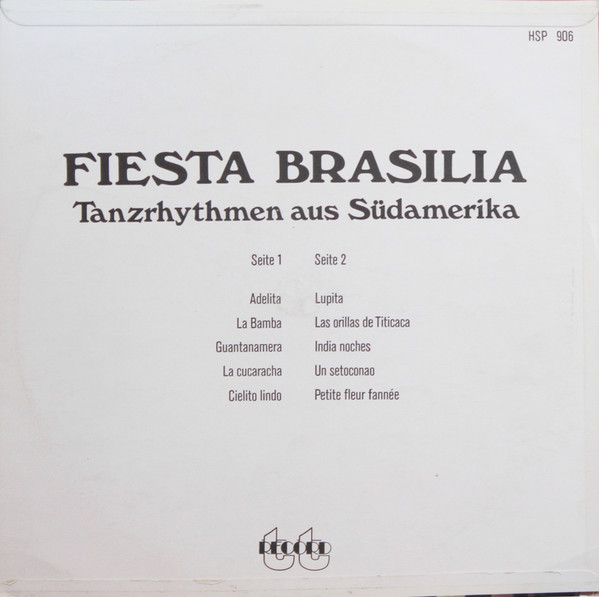 HSP 906
FIESTA BRASILIA
Tanzrhythmen aus Südamerika
Seite 1
Adelita
La Bamba
Guantanamera
La cucaracha
Cielito lindo
Seite 2
Lupita
Las orillas de Titicaca
India noches
Un setoconao
Petite fleur fannée
tt RECORD